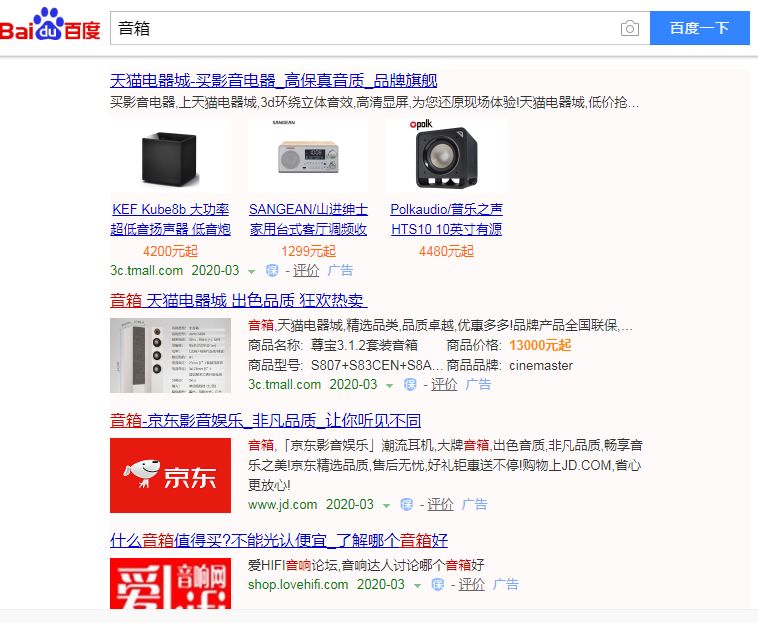 Bai du 百度
音箱
百度一下
天猫电器城-买影音电器_高保真音质_品牌旗舰
买影音电器,上天猫电器城,3d环绕立体音效,高清显屏,为您还原现场体验!天猫电器城,低价抢...
SANGEAN
polk
KEF Kube8b 大功率
超低音扬声器 低音炮
4200元起
SANGEAN/山进绅士
家用台式客厅调频收
1299元起
Polkaudio/普乐之声
HTS10 10英寸有源
4480元起
3c.tmall.com 2020-03 保 - 评价 广告
音箱 天猫电器城 出色品质 狂欢热卖
音箱,天猫电器城,精选品类,品质卓越,优惠多多!品牌产品全国联保,...
商品名称: 尊宝3.1.2套装音箱 商品价格: 13000元起
商品型号: S807+S83CEN+S8A... 商品品牌: cinemaster
3c.tmall.com 2020-03 保 - 评价 广告
音箱-京东影音娱乐_非凡品质_让你听见不同
京东
音箱,「京东影音娱乐」潮流耳机,大牌音箱,出色音质,非凡品质,畅享音
乐之美!京东精选品质,售后无忧,好礼钜惠送不停!购物上JD.COM,省心
更放心!
www.jd.com 2020-03 保 - 评价 广告
什么音箱值得买?不能光认便宜_了解哪个音箱好
爱 音响网
hifi
爱HIFI音响论坛,音响达人讨论哪个音箱好
shop.lovehifi.com 2020-03 保 - 评价 广告